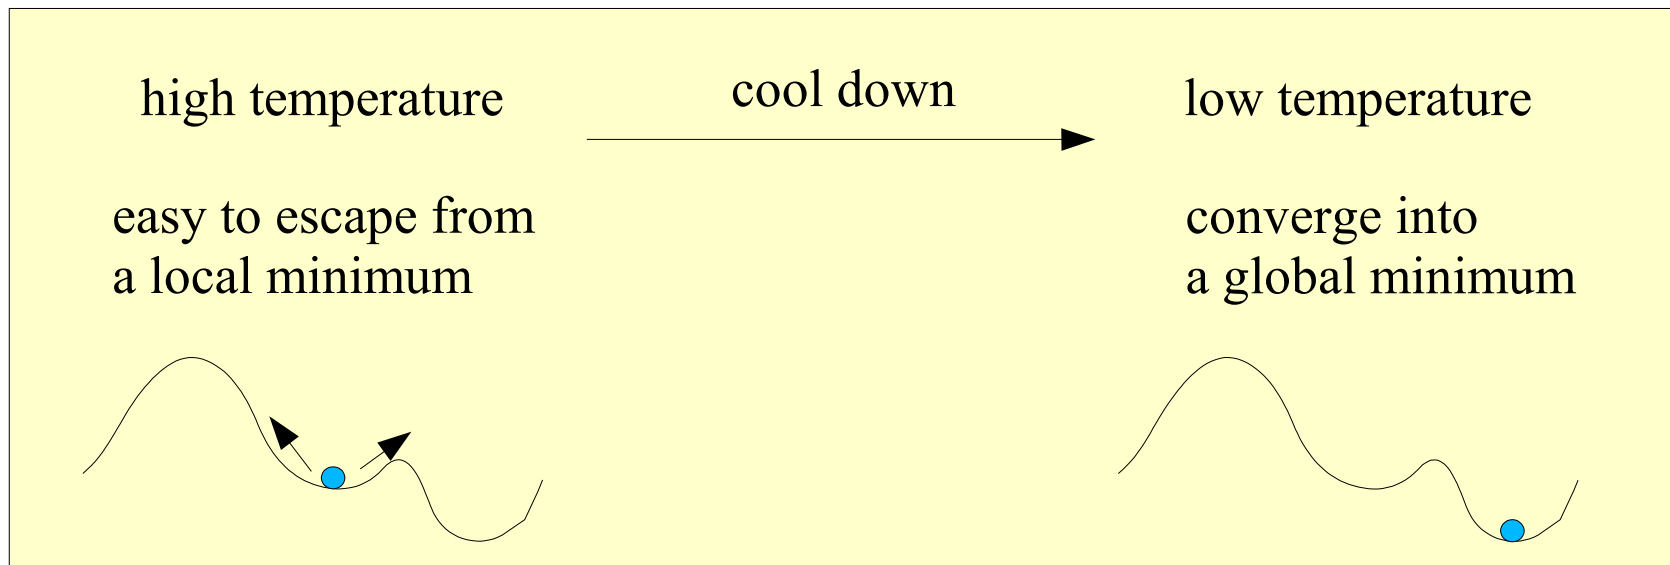 high temperature
cool down
low temperature
easy to escape from
a local minimum
converge into
a global minimum